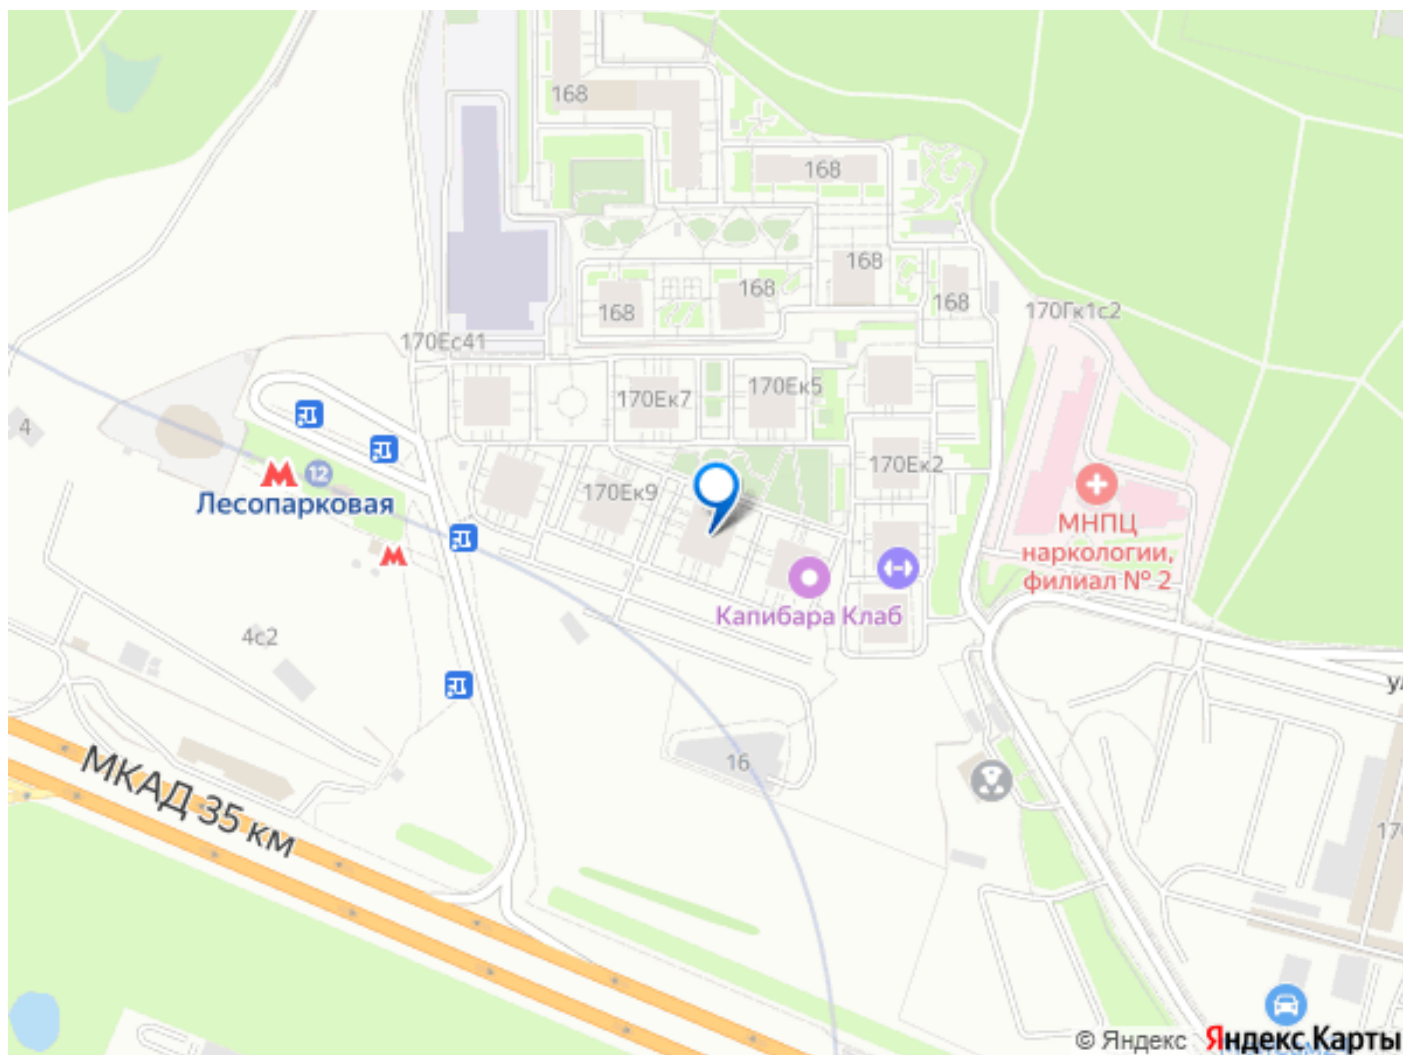 168
168
168
168
168
168
170Гк1с2
170Ес41
170Ек7
170Ек5
4
12
Лесопарковая
170Ек9
170Ек2
МНПЦ
наркологии,
филиал № 2
Капибара Клаб
4с2
16
МКАД 35 км
© Яндекс
Яндекс Карты